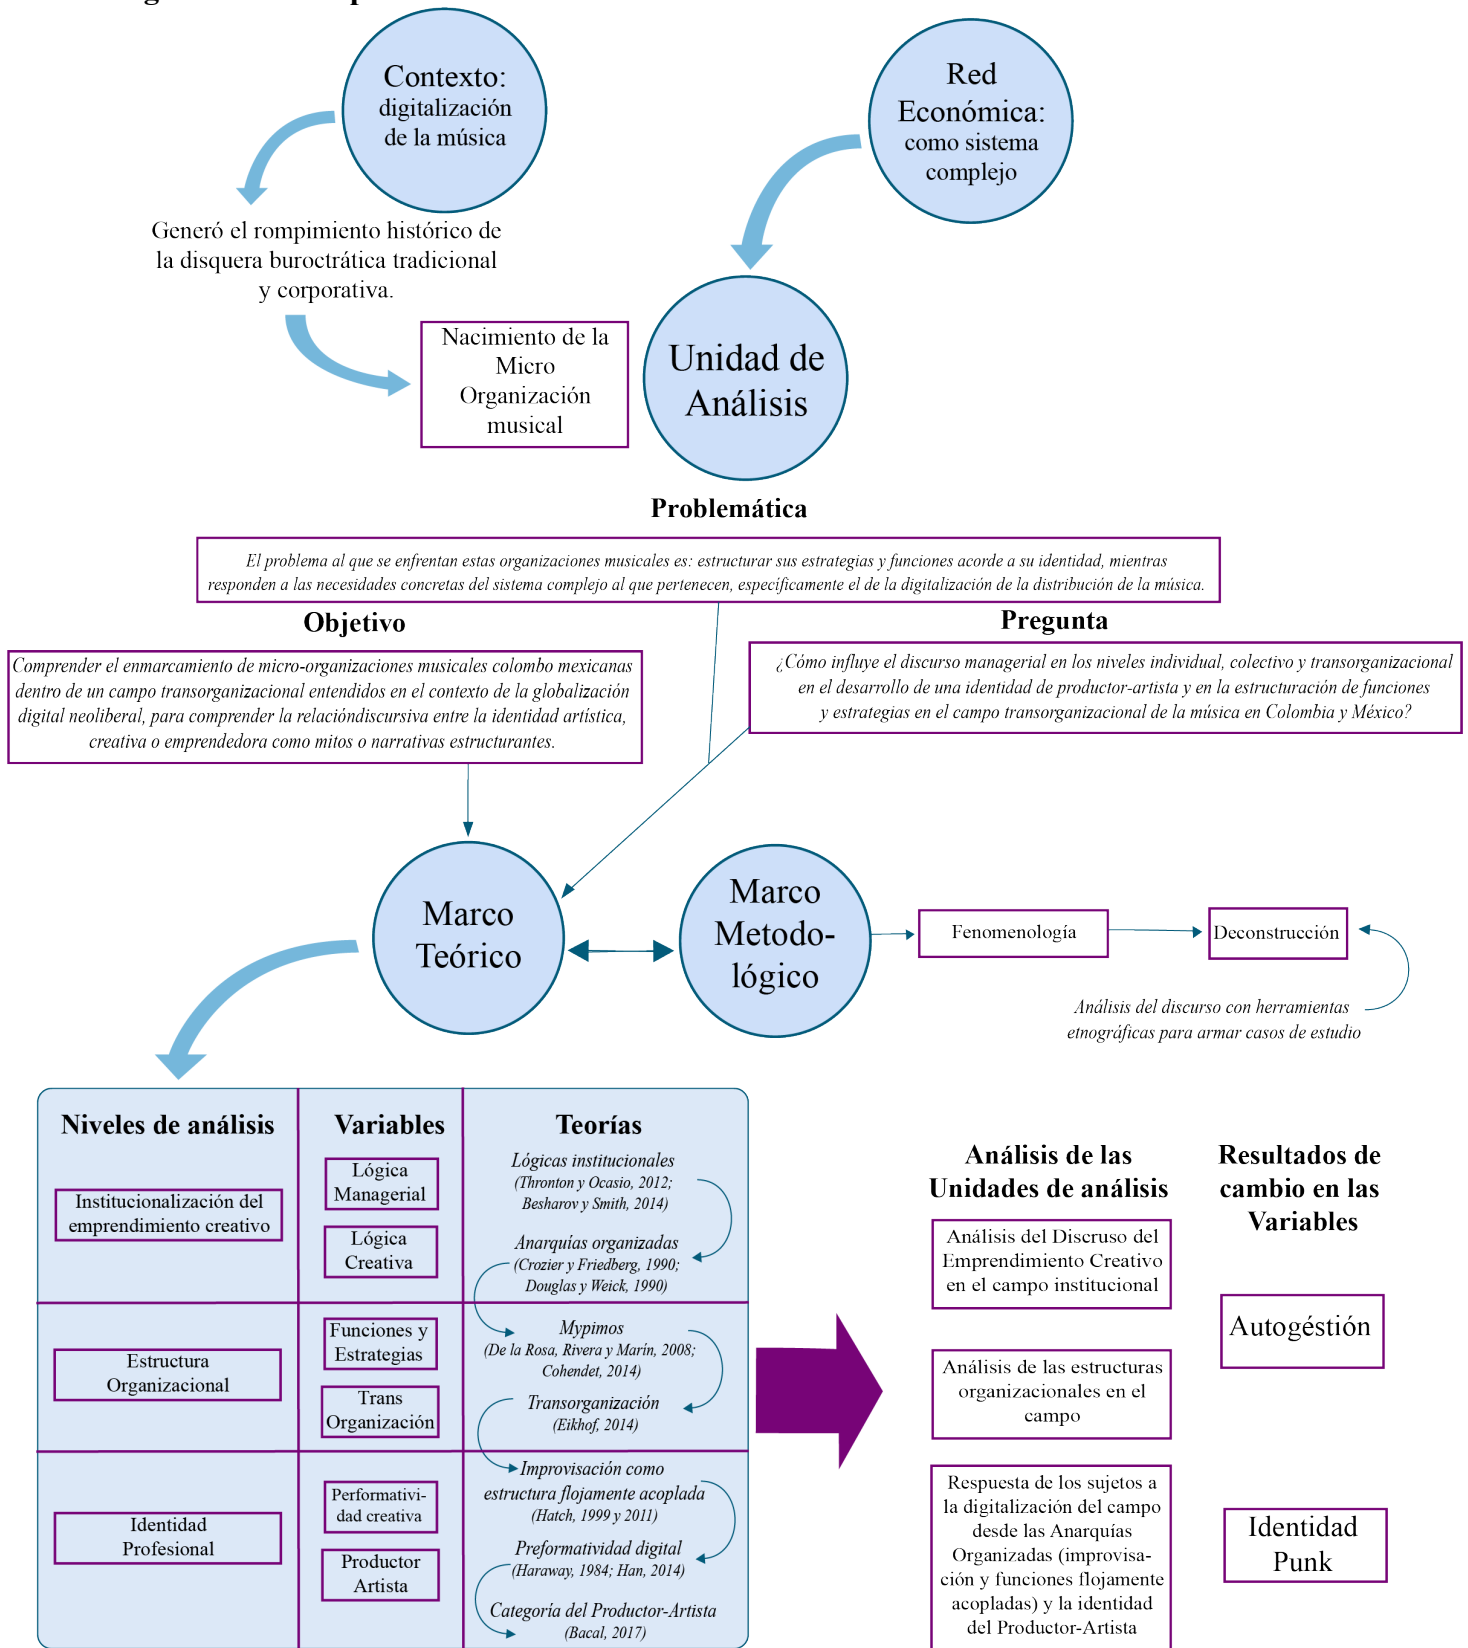 Contexto:
digitalización
de la música
Red
Económica:
como sistema
complejo
Generó el rompimiento histórico de
la disquera buroctrática tradicional
y corporativa.
Nacimiento de la
Micro
Organización
musical
Unidad de
Análisis
Problemática
El problema al que se enfrentan estas organizaciones musicales es: estructurar sus estrategias y funciones acorde a su identidad, mientras
responden a las necesidades concretas del sistema complejo al que pertenecen, específicamente el de la digitalización de la distribución de la música.
Objetivo
Comprender el enmarcamiento de micro-organizaciones musicales colombo mexicanas
dentro de un campo transorganizacional entendidos en el contexto de la globalización
digital neoliberal, para comprender la relacióndiscursiva entre la identidad artística,
creativa o emprendedora como mitos o narrativas estructurantes.
Pregunta
¿Cómo influye el discurso managerial en los niveles individual, colectivo y transorganizacional
en el desarrollo de una identidad de productor-artista y en la estructuración de funciones
y estrategias en el campo transorganizacional de la música en Colombia y México?
Marco
Teórico
Marco
Metodo-
lógico
Fenomenología
Deconstrucción
Análisis del discurso con herramientas
etnográficas para armar casos de estudio
Niveles de análisis
Variables
Teorías
Institucionalización del
emprendimiento creativo
Lógica
Managerial
Lógica
Creativa
Lógicas institucionales
(Thronton y Ocasio, 2012;
Besharov y Smith, 2014)
Anarquías organizadas
(Crozier y Friedberg, 1990;
Douglas y Weick, 1990)
Estructura
Organizacional
Funciones y
Estrategias
Trans
Organización
Mypimos
(De la Rosa, Rivera y Marín, 2008;
Cohendet, 2014)
Transorganización
(Eikhof, 2014)
Identidad
Profesional
Performativi-
dad creativa
Productor
Artista
Improvisación como
estructura flojamente acoplada
(Hatch, 1999 y 2011)
Preformatividad digital
(Haraway, 1984; Han, 2014)
Categoría del Productor-Artista
(Bacal, 2017)
Análisis de las
Unidades de análisis
Análisis del Discruso del
Emprendimiento Creativo
en el campo institucional
Análisis de las estructuras
organizacionales en el
campo
Respuesta de los sujetos a
la digitalización del campo
desde las Anarquías
Organizadas (improvisa-
ción y funciones flojamente
acopladas) y la identidad
del Productor-Artista
Resultados de
cambio en las
Variables
Autogéstión
Identidad
Punk